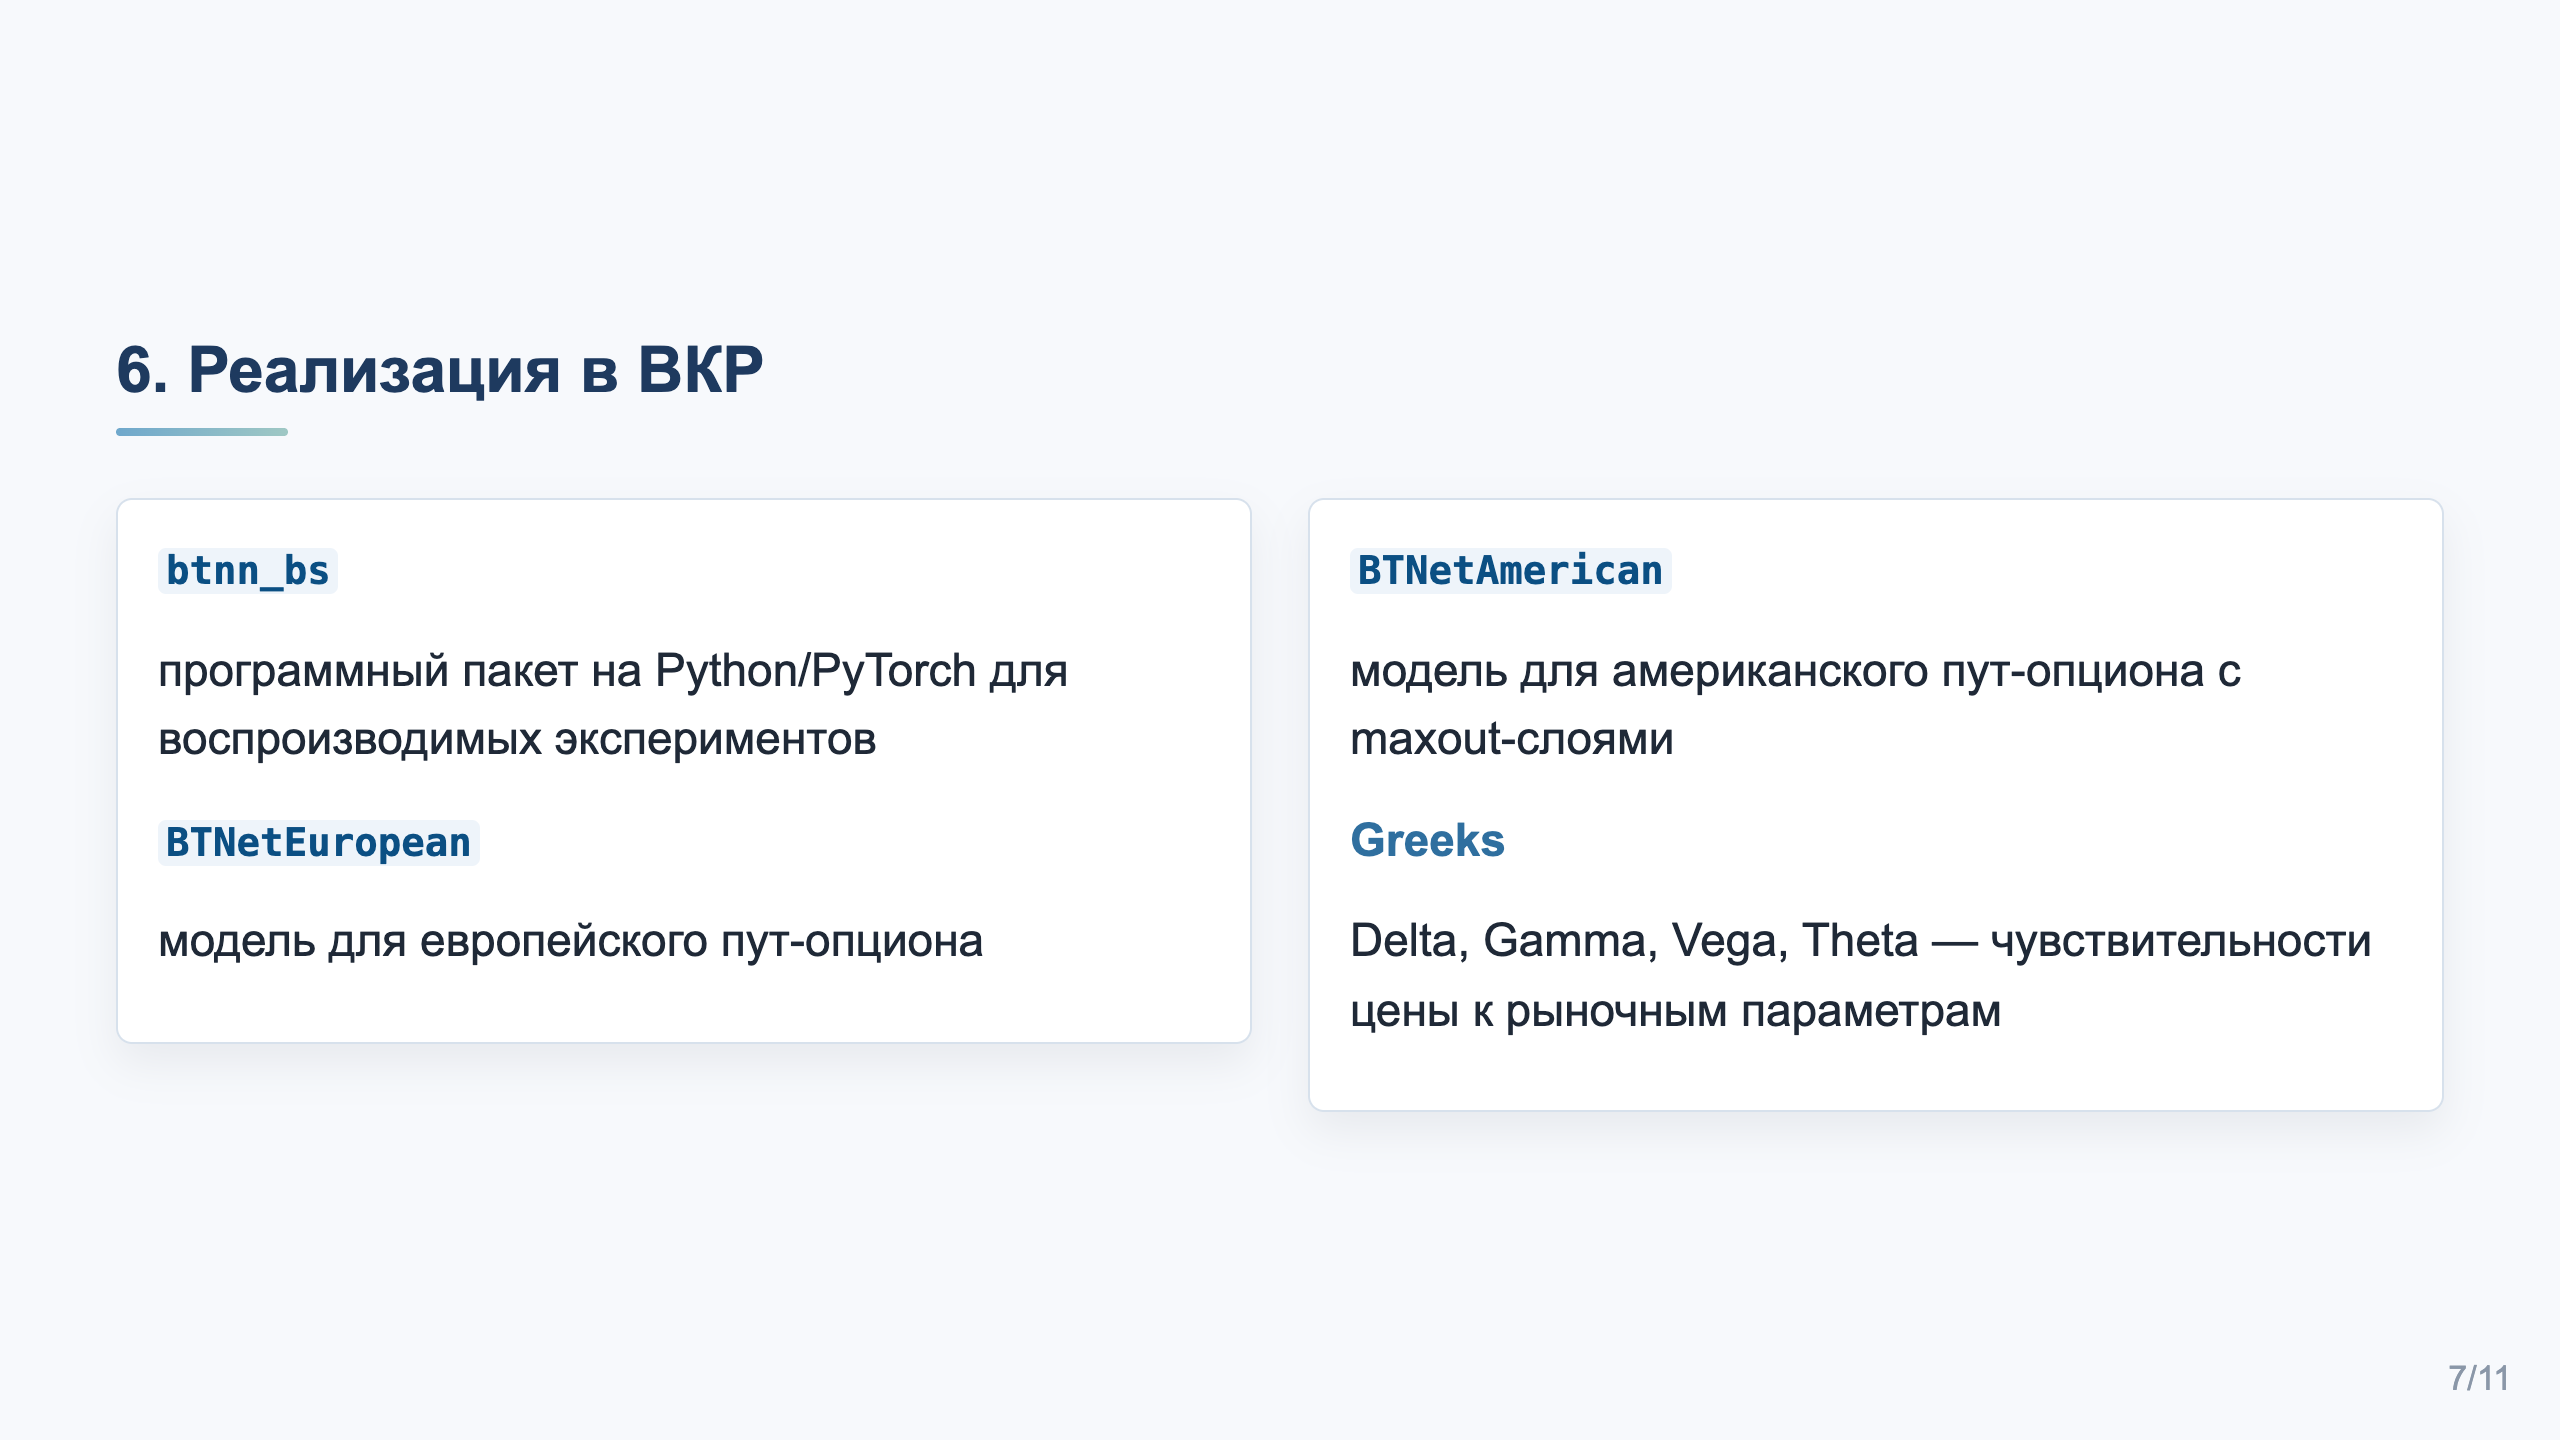 6. Реализация в ВКР
btnn_bs
программный пакет на Python/PyTorch для
воспроизводимых экспериментов
BTNetEuropean
модель для европейского пут-опциона
BTNetAmerican
модель для американского пут-опциона с
maxout-слоями
Greeks
Delta, Gamma, Vega, Theta — чувствительности
цены к рыночным параметрам
7/11